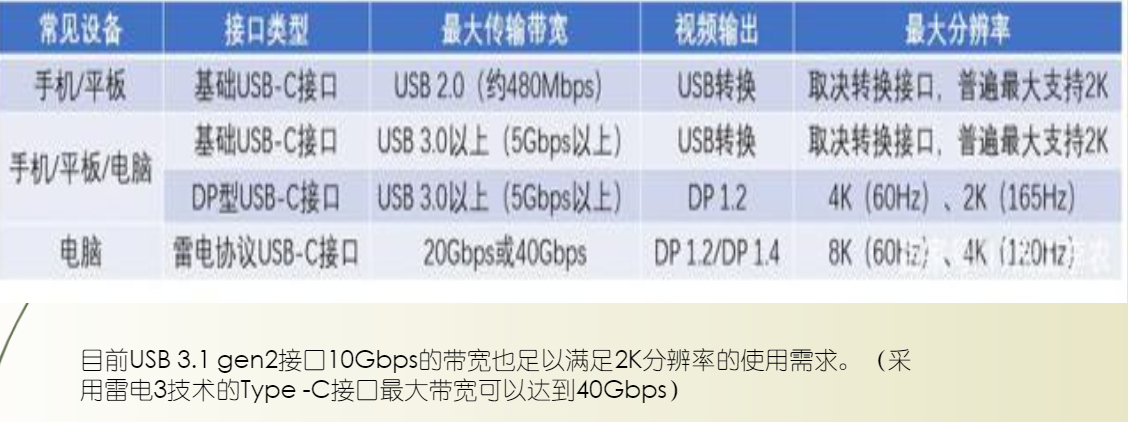 常见设备 接口类型 最大传输带宽 视频输出 最大分辨率
手机/平板 基础USB-C接口 USB 2.0（约480Mbps） USB转换 取决转换接口，普遍最大支持2K
手机/平板/电脑 基础USB-C接口 USB 3.0以上（5Gbps以上） USB转换 取决转换接口，普遍最大支持2K
DP型USB-C接口 USB 3.0以上（5Gbps以上） DP 1.2 4K（60Hz）、2K（165Hz）
电脑 雷电协议USB-C接口 20Gbps或40Gbps DP 1.2/DP 1.4 8K（60Hz）、4K（120Hz）
目前USB 3.1 gen2接口10Gbps的带宽也足以满足2K分辨率的使用需求。（采
用雷电3技术的Type -C接口最大带宽可以达到40Gbps）